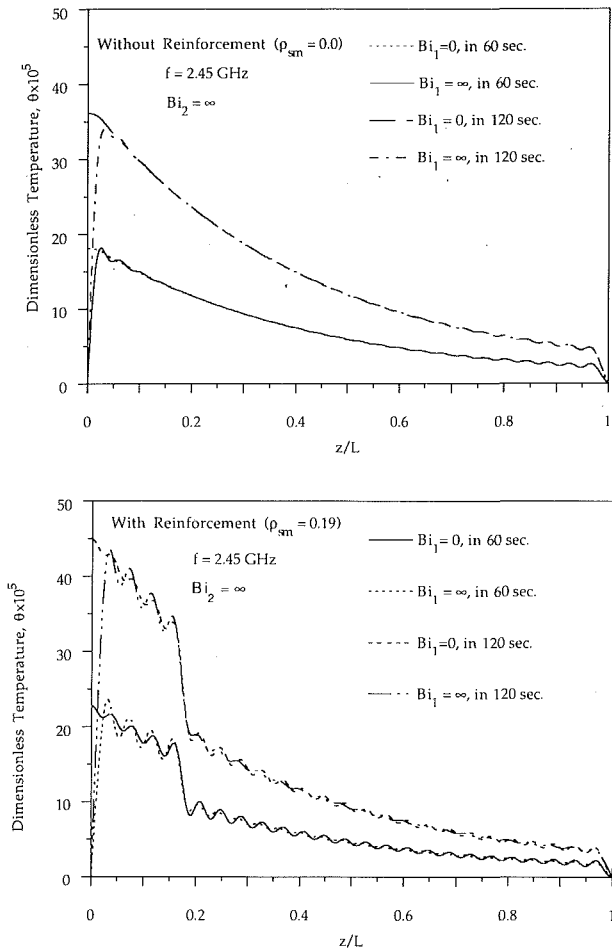 50
Without Reinforcement (ρsm = 0.0)
f = 2.45 GHz
Bi2 = ∞
Bi1=0, in 60 sec.
Bi1 = ∞, in 60 sec.
Bi1 = 0, in 120 sec.
Bi1 = ∞, in 120 sec.
40
30
20
10
0
Dimensionless Temperature, θx10^5
0
0.2
0.4
0.6
0.8
1
z/L
50
With Reinforcement (ρsm = 0.19)
f = 2.45 GHz
Bi2 = ∞
Bi1=0, in 60 sec.
Bi1 = ∞, in 60 sec.
Bi1=0, in 120 sec.
Bi1 = ∞, in 120 sec.
40
30
20
10
0
Dimensionless Temperature, θx10^5
0
0.2
0.4
0.6
0.8
1
z/L